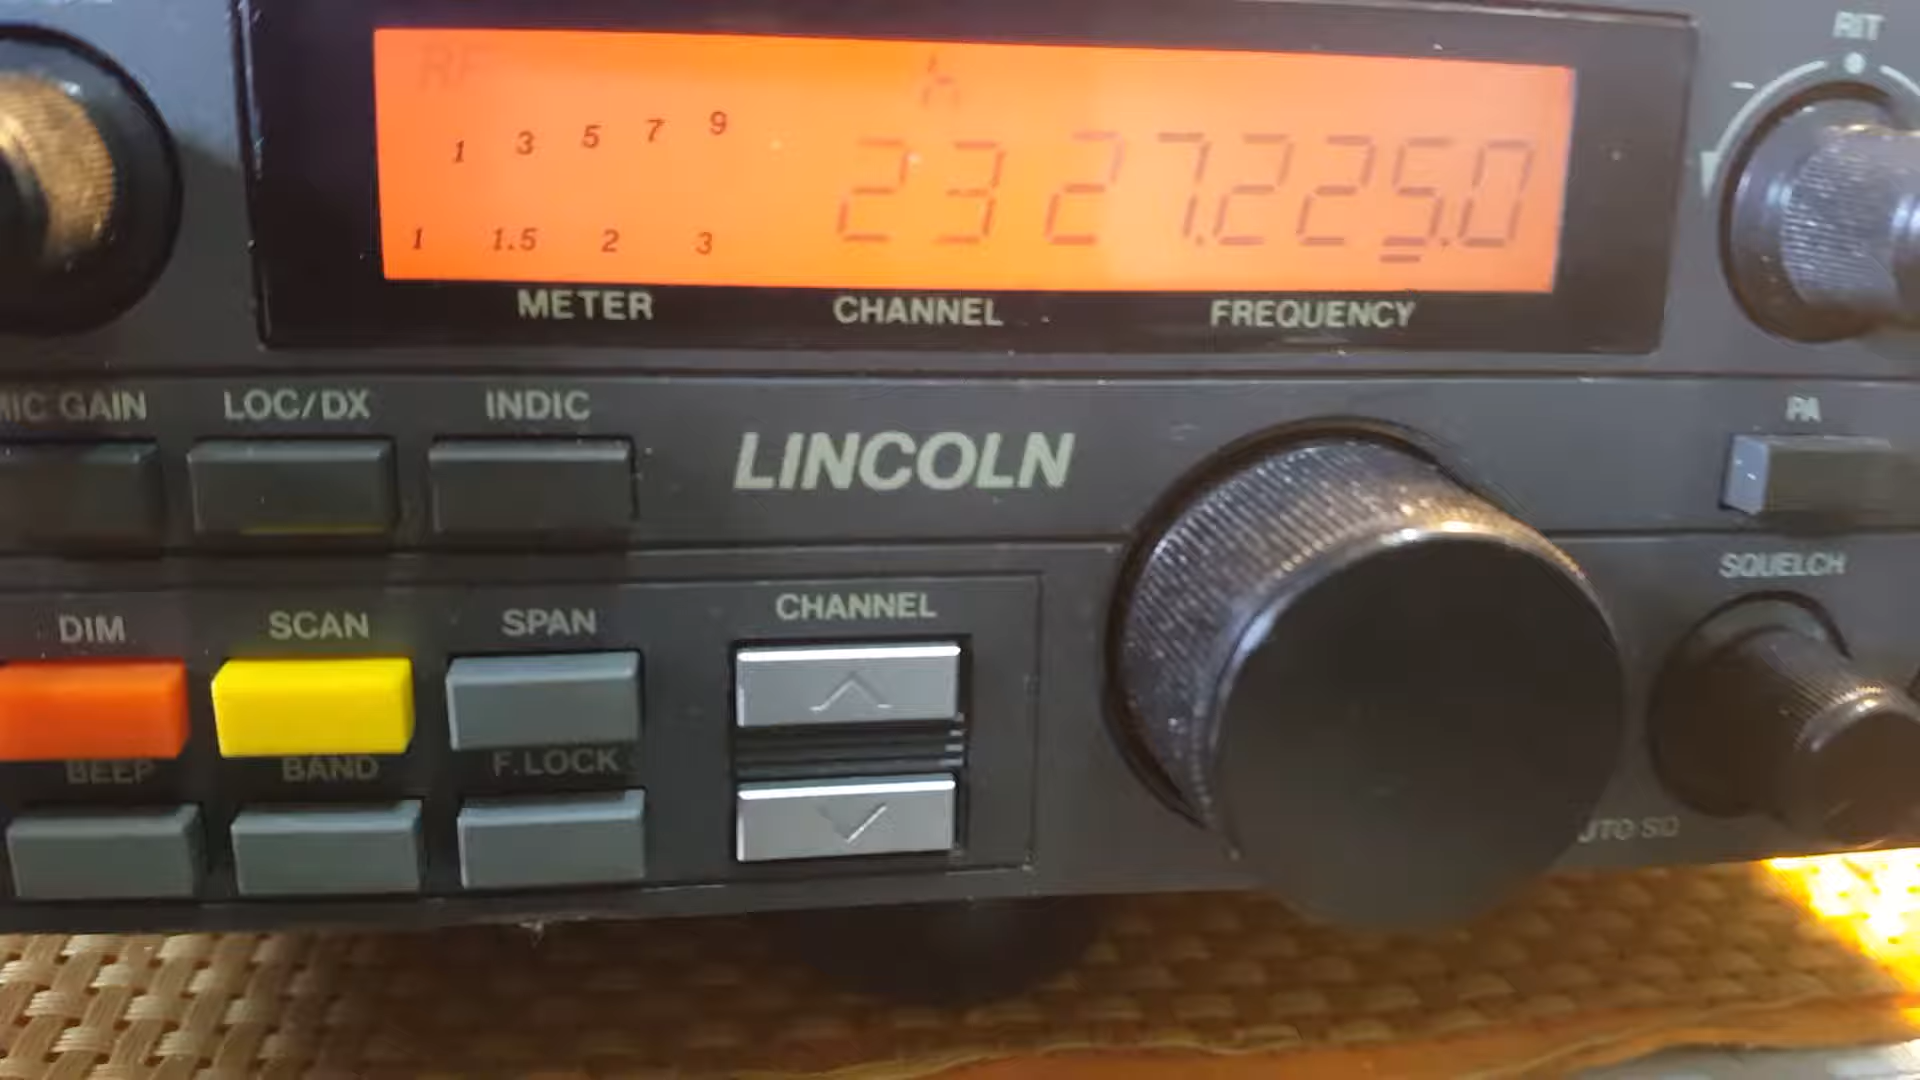 RIT
RF
1 3 5 7 9
23 27.225.0
1 1.5 2 3
METER CHANNEL FREQUENCY
MIC GAIN LOC/DX INDIC
LINCOLN
PA
SQUELCH
DIM SCAN SPAN
CHANNEL
BEEP BAND F.LOCK